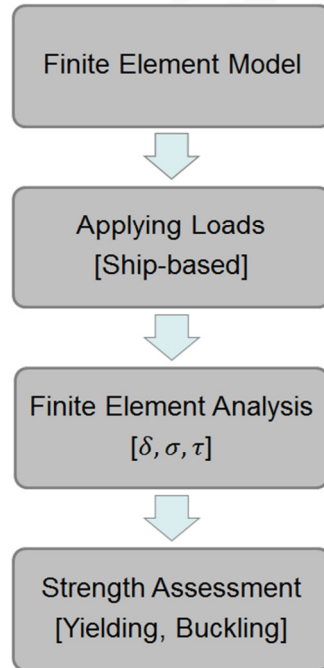 Finite Element Model
Applying Loads
[Ship-based]
Finite Element Analysis
[δ, σ, τ]
Strength Assessment
[Yielding, Buckling]